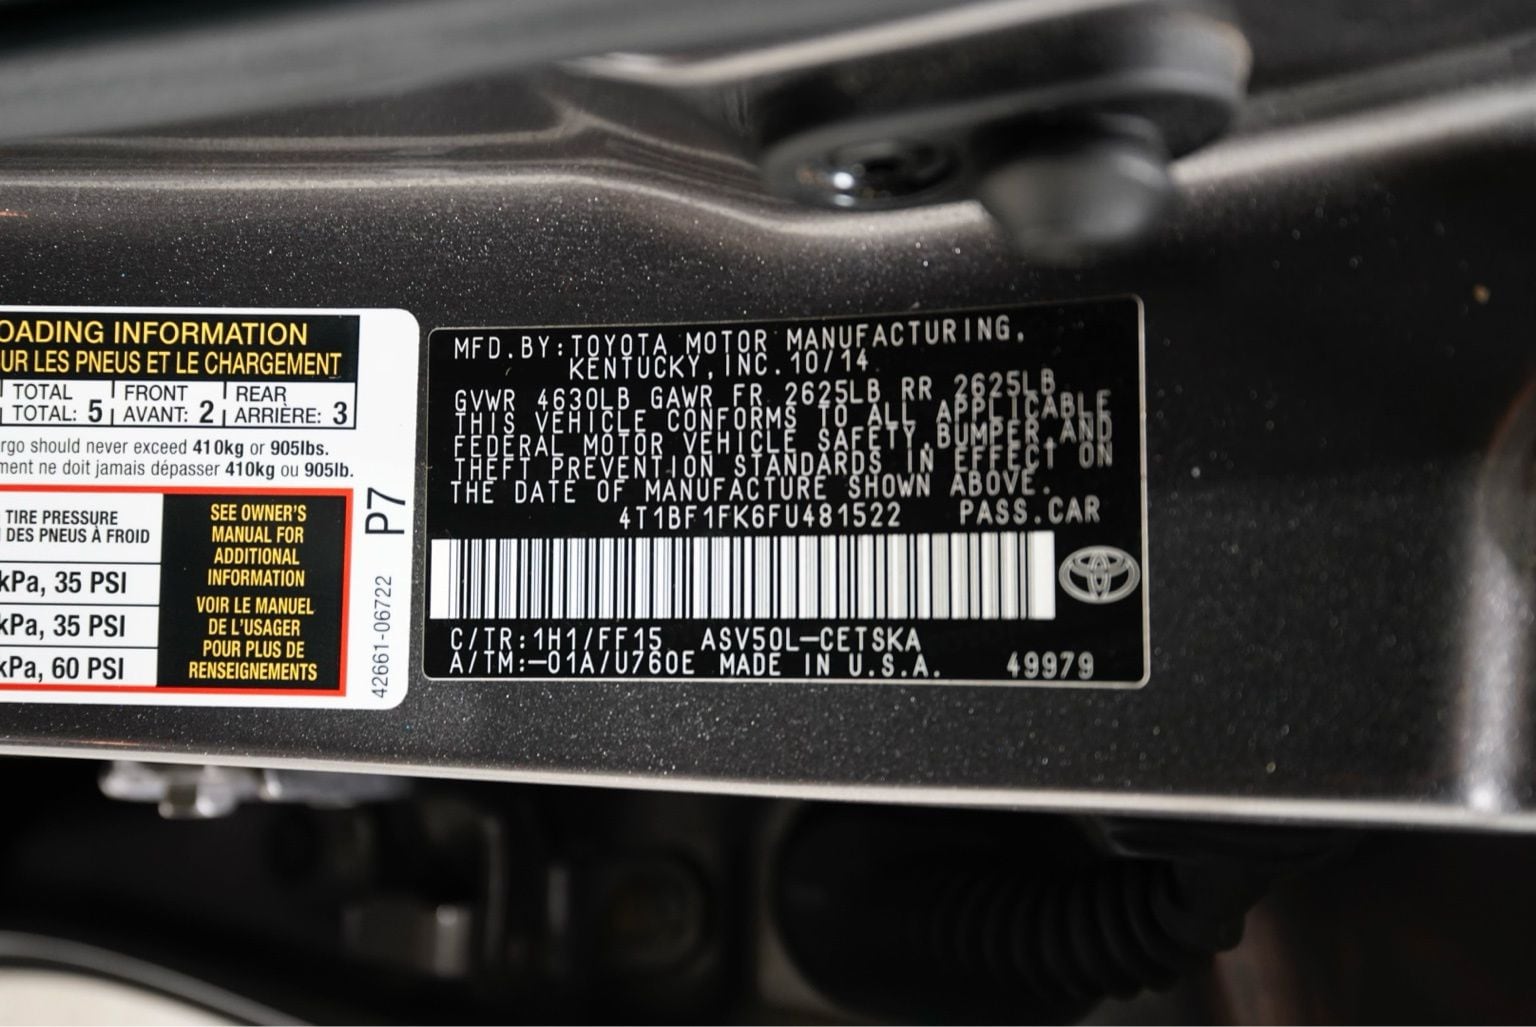 OADING INFORMATION
UR LES PNEUS ET LE CHARGEMENT
TOTAL FRONT REAR
TOTAL: 5 AVANT: 2 ARRIÈRE: 3
rgo should never exceed 410kg or 905lbs.
ment ne doit jamais dépasser 410kg ou 905lb.
TIRE PRESSURE
DES PNEUS À FROID
kPa, 35 PSI
kPa, 35 PSI
kPa, 60 PSI
SEE OWNER'S
MANUAL FOR
ADDITIONAL
INFORMATION
VOIR LE MANUEL
DE L'USAGER
POUR PLUS DE
RENSEIGNEMENTS
P7
42661-06722
MFD.BY:TOYOTA MOTOR MANUFACTURING,
KENTUCKY,INC.10/14
GVWR 4630LB GAWR FR 2625LB RR 2625LB
THIS VEHICLE CONFORMS TO ALL APPLICABLE
FEDERAL MOTOR VEHICLE SAFETY,BUMPER,AND
THEFT PREVENTION STANDARDS IN EFFECT ON
THE DATE OF MANUFACTURE SHOWN ABOVE.
4T1BF1FK6FU481522 PASS.CAR
C/TR:1H1/FF15 ASV50L-CETSKA
A/TM:-01A/U760E MADE IN U.S.A. 49979